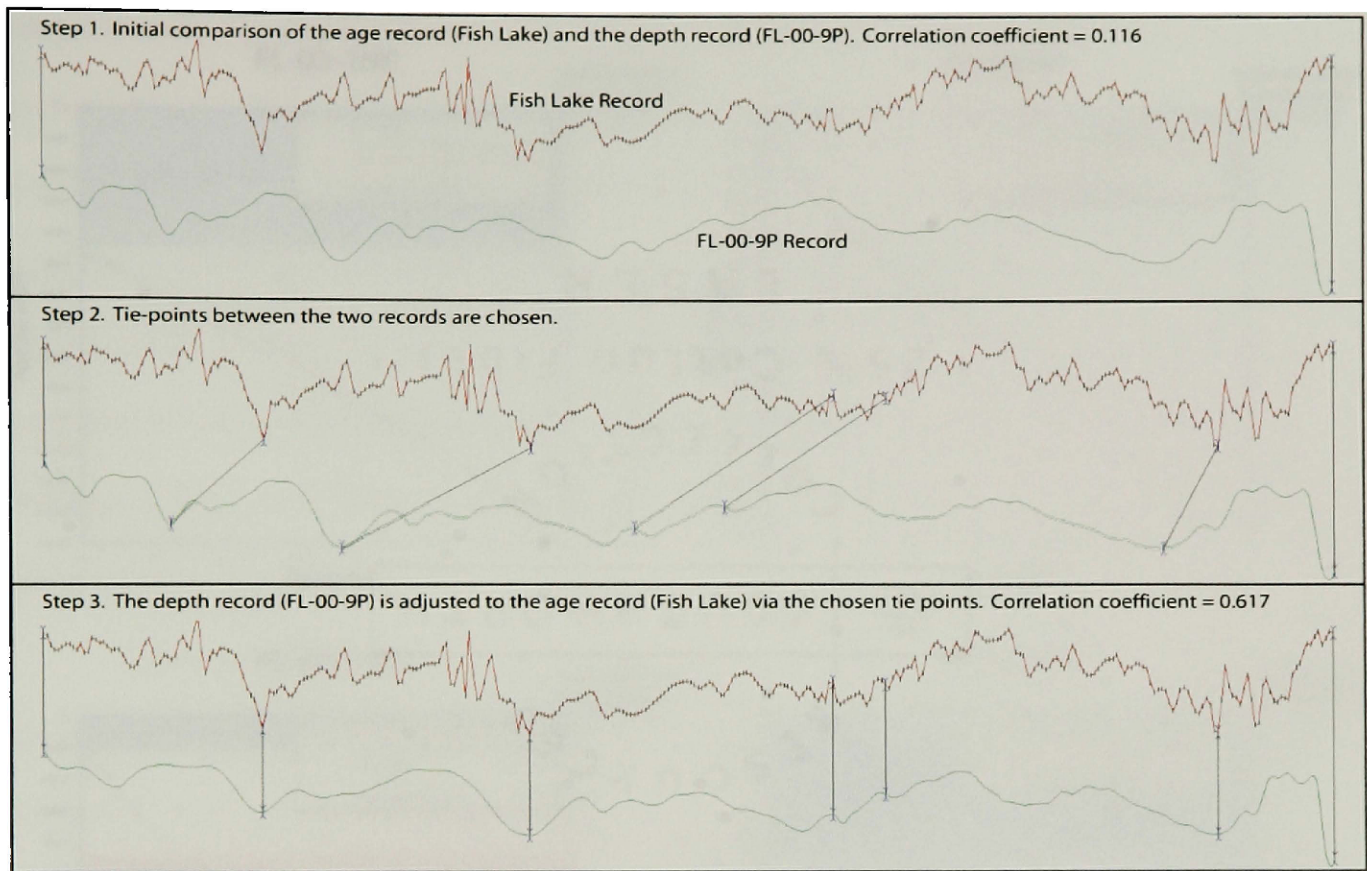 Step 1. Initial comparison of the age record (Fish Lake) and the depth record (FL-00-9P). Correlation coefficient = 0.116
Fish Lake Record
FL-00-9P Record
Step 2. Tie-points between the two records are chosen.
Step 3. The depth record (FL-00-9P) is adjusted to the age record (Fish Lake) via the chosen tie points. Correlation coefficient = 0.617